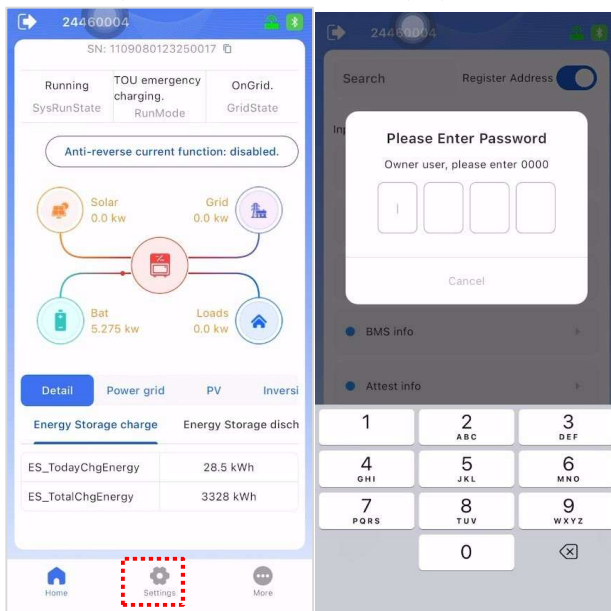 24460004
SN: 1109080123250017
Running
SysRunState
TOU emergency
charging.
RunMode
OnGrid.
GridState
Anti-reverse current function: disabled.
Solar
0.0 kw
Grid
0.0 kw
Bat
5.275 kw
Loads
0.0 kw
Detail Power grid PV Inversi
Energy Storage charge Energy Storage disch
ES_TodayChgEnergy 28.5 kWh
ES_TotalChgEnergy 3328 kWh
Home Settings More
24460004
Search Register Address
Inp
Please Enter Password
Owner user, please enter 0000
Cancel
BMS info
Attest info
1 2 3
ABC DEF
4 5 6
GHI JKL MNO
7 8 9
PQRS TUV WXYZ
0